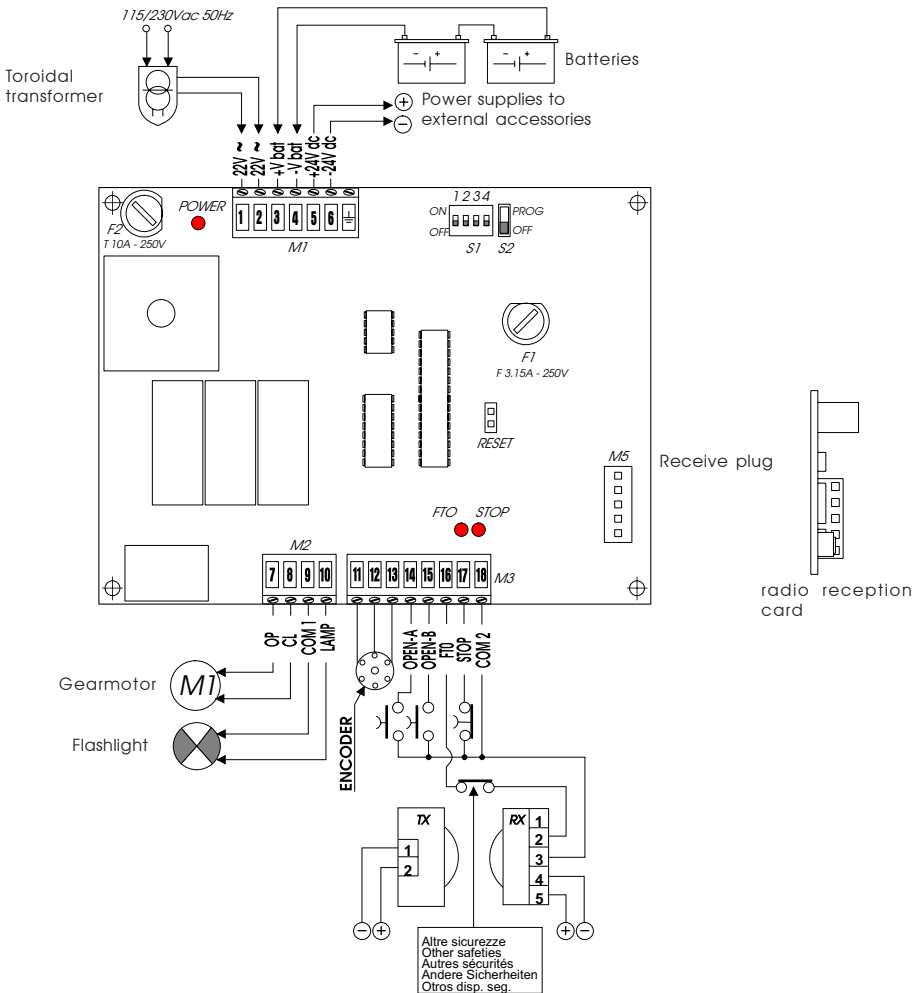 115/230Vac 50Hz
Toroidal
transformer
Batteries
Power supplies to
external accessories
22V ~
22V ~
+V bat
-V bat
+24V dc
-24V dc
F2
T 10A - 250V
POWER
1 2 3 4 5 6
M1
1 2 3 4
ON
OFF
S1
PROG
OFF
S2
F1
F 3.15A - 250V
RESET
M5
Receive plug
radio reception
card
FTO STOP
M2
7 8 9 10
11 12 13 14 15 16 17 18
M3
OP
CL
COM 1
LAMP
OPEN-A
OPEN-B
FTO
STOP
COM 2
Gearmotor
M1
Flashlight
ENCODER
TX
1
2
RX
1
2
3
4
5
Altre sicurezze
Other safeties
Autres sécurités
Andere Sicherheiten
Otros disp. seg.